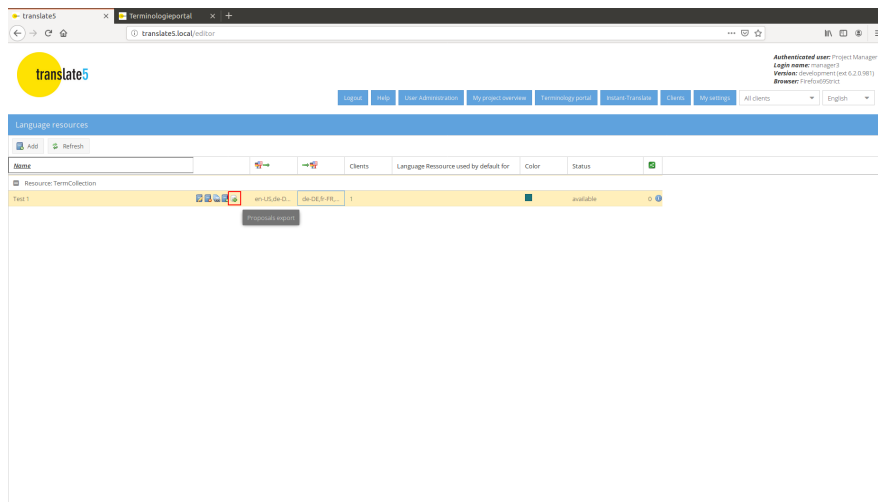 translate5
Terminologieportal
translate5.local/editor
translate5
Authenticated user: Project Manager
Login name: manager3
Version: development (ext 6.2.0.981)
Browser: Firefox69Strict
Logout Help User Administration My project overview Terminology portal Instant-Translate Clients My settings All clients English
Language resources
Add Refresh
Name Clients Language Ressource used by default for Color Status
Resource: TermCollection
Test 1 en-US,de-D... de-DE,fr-FR,... 1 available 0
Proposals export